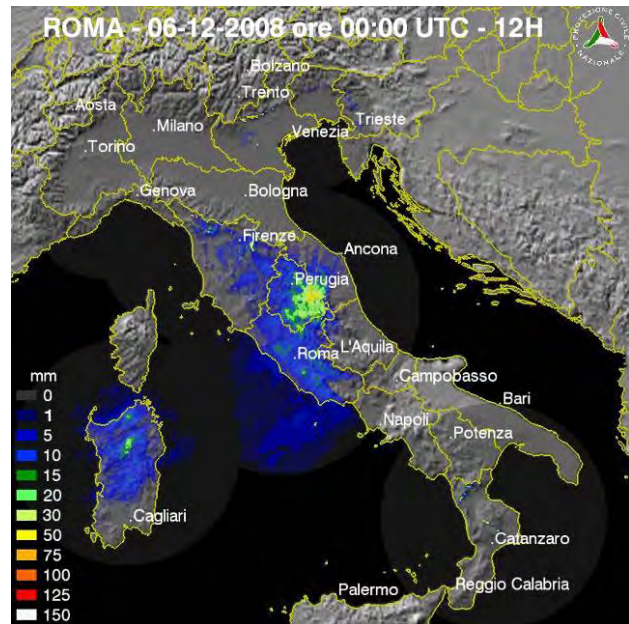 ROMA - 06-12-2008 ore 00:00 UTC - 12H
PROTEZIONE CIVILE
NAZIONALE
Bolzano
Trento
Aosta
Milano
Trieste
Venezia
Torino
Genova
Bologna
Firenze
Ancona
Perugia
L'Aquila
Roma
Campobasso
Bari
Napoli
Potenza
Cagliari
Catanzaro
Palermo
Reggio Calabria
mm
0
1
5
10
15
20
30
50
75
100
125
150